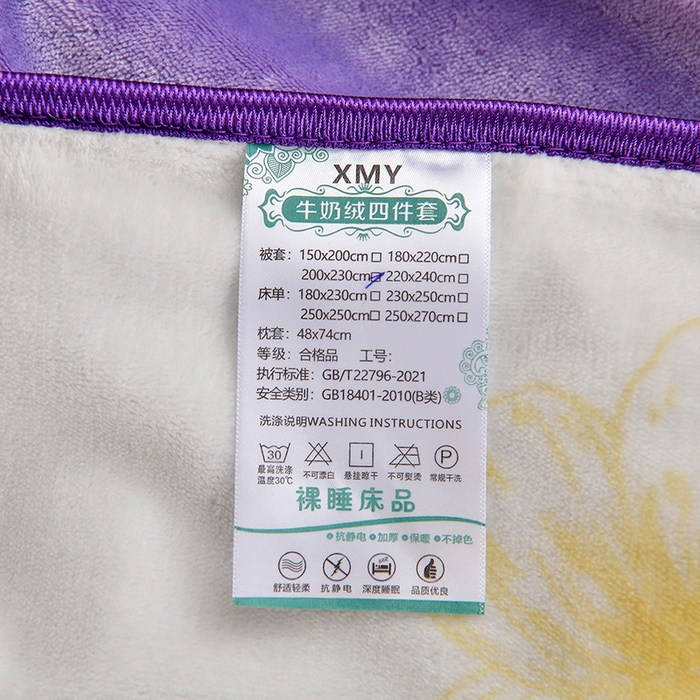 XMY
牛奶绒四件套
被套：150x200cm□ 180x220cm□
200x230cm□ 220x240cm□
床单：180x230cm□ 230x250cm□
250x250cm□ 250x270cm□
枕套：48x74cm
等级：合格品 工号：
执行标准：GB/T22796-2021
安全类别：GB18401-2010(B类)
洗涤说明WASHING INSTRUCTIONS
30 P
最高洗涤温度30℃ 不可漂白 悬挂晾干 不可熨烫 常规干洗
裸睡床品
抗静电 加厚 保暖 不掉色
舒适轻柔 抗静电 深度睡眠 品质优良